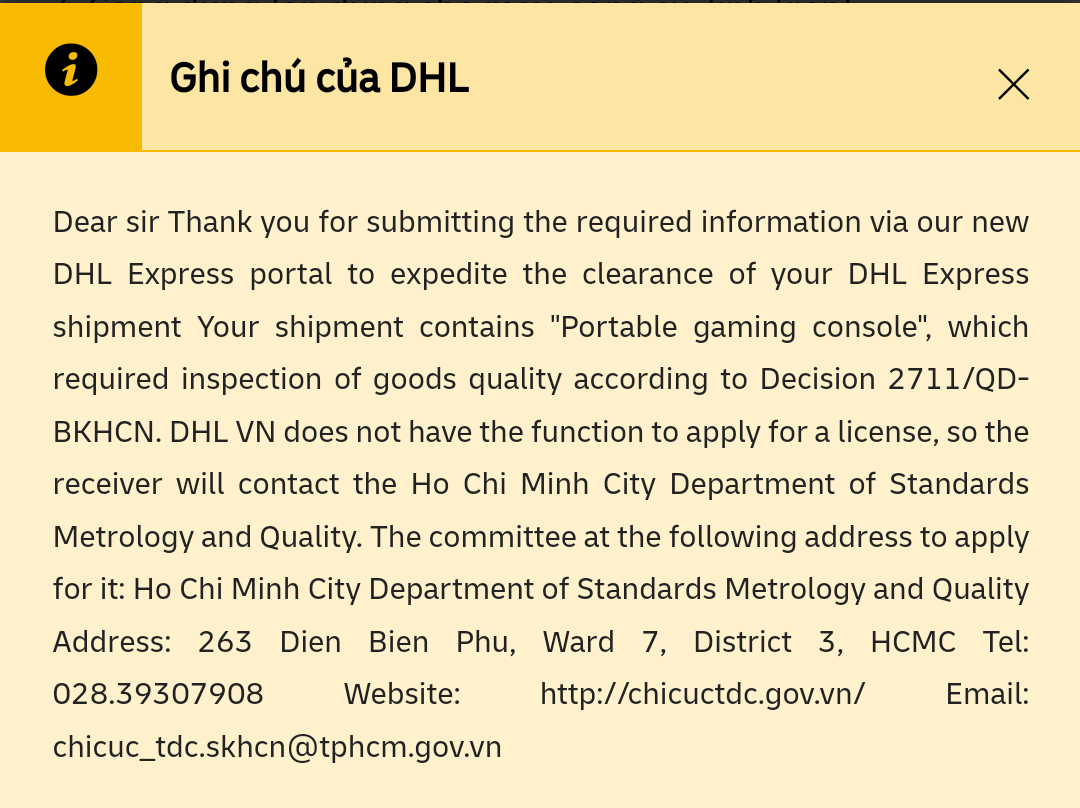 Ghi chú của DHL
Dear sir Thank you for submitting the required information via our new
DHL Express portal to expedite the clearance of your DHL Express
shipment Your shipment contains "Portable gaming console", which
required inspection of goods quality according to Decision 2711/QD-
BKHCN. DHL VN does not have the function to apply for a license, so the
receiver will contact the Ho Chi Minh City Department of Standards
Metrology and Quality. The committee at the following address to apply
for it: Ho Chi Minh City Department of Standards Metrology and Quality
Address: 263 Dien Bien Phu, Ward 7, District 3, HCMC Tel:
028.39307908 Website: http://chicuctdc.gov.vn/ Email:
chicuc_tdc.skhcn@tphcm.gov.vn